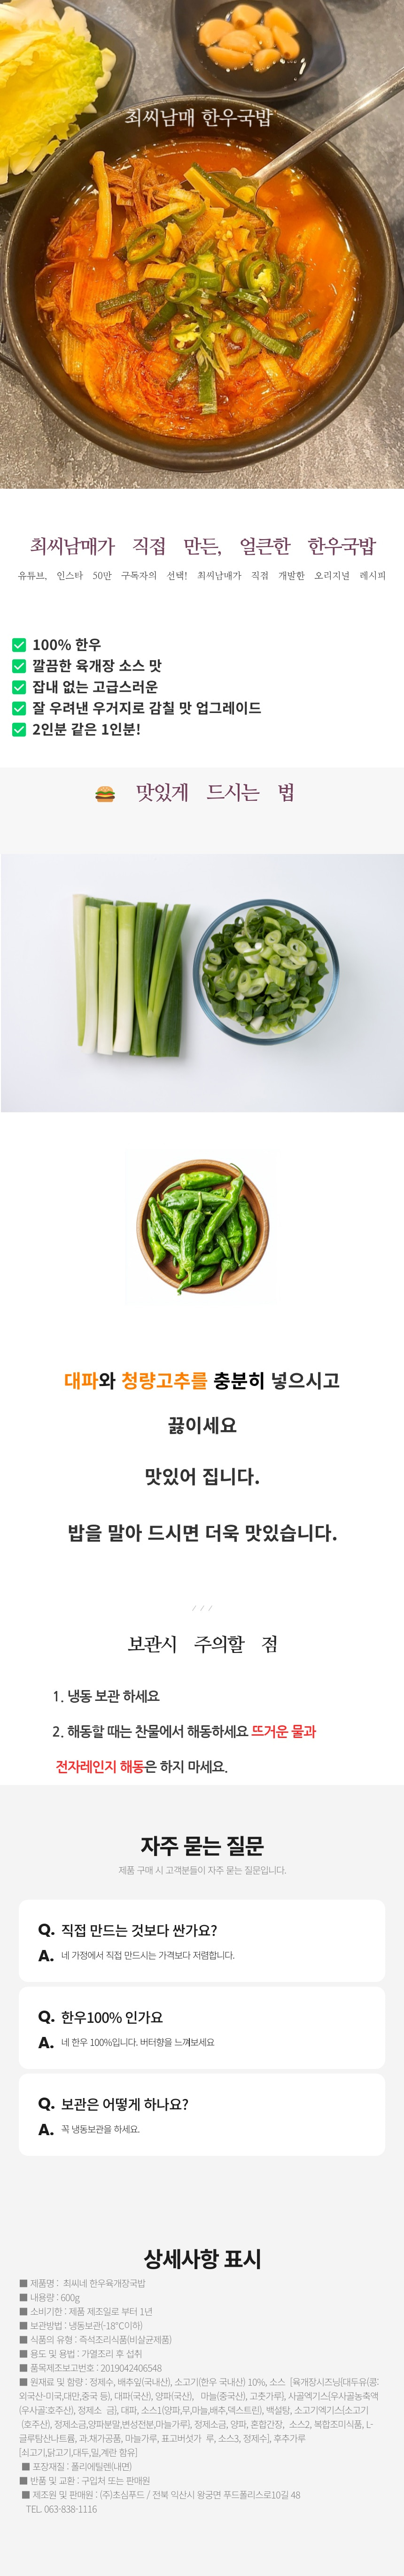 최씨남매 한우국밥
최씨남매가 직접 만든, 얼큰한 한우국밥
유튜브, 인스타 50만 구독자의 선택! 최씨남매가 직접 개발한 오리지널 레시피
✅ 100% 한우
✅ 깔끔한 육개장 소스 맛
✅ 잡내 없는 고급스러운
✅ 잘 우려낸 우거지로 감칠 맛 업그레이드
✅ 2인분 같은 1인분!
🍔 맛있게 드시는 법
대파와 청량고추를 충분히 넣으시고
끓이세요
맛있어 집니다.
밥을 말아 드시면 더욱 맛있습니다.
보관시 주의할 점
1. 냉동 보관 하세요
2. 해동할 때는 찬물에서 해동하세요 뜨거운 물과
전자레인지 해동은 하지 마세요.
자주 묻는 질문
제품 구매 시 고객분들이 자주 묻는 질문입니다.
Q. 직접 만드는 것보다 싼가요?
A. 네 가정에서 직접 만드시는 가격보다 저렴합니다.
Q. 한우100% 인가요
A. 네 한우 100%입니다. 버터향을 느껴보세요
Q. 보관은 어떻게 하나요?
A. 꼭 냉동보관을 하세요.
상세사항 표시
■ 제품명 : 최씨네 한우육개장국밥
■ 내용량 : 600g
■ 소비기한 : 제품 제조일로 부터 1년
■ 보관방법 : 냉동보관(-18°C이하)
■ 식품의 유형 : 즉석조리식품(비살균제품)
■ 용도 및 용법 : 가열조리 후 섭취
■ 품목제조보고번호 : 2019042406548
■ 원재료 및 함량 : 정제수, 배추잎(국내산), 소고기(한우 국내산) 10%, 소스 [육개장시즈닝{대두유(콩:
외국산-미국,대만,중국 등), 대파(국산), 양파(국산), 마늘(중국산), 고춧가루}, 사골엑기스{우사골농축액
(우사골:호주산), 정제소 금}, 대파, 소스1(양파,무,마늘,배추,덱스트린), 백설탕, 소고기엑기스{소고기
(호주산), 정제소금,양파분말,변성전분,마늘가루}, 정제소금, 양파, 혼합간장, 소스2, 복합조미식품, L-
글루탐산나트륨, 과.채가공품, 마늘가루, 표고버섯가 루, 소스3, 정제수], 후추가루
[쇠고기,닭고기,대두,밀,계란 함유]
■ 포장재질 : 폴리에틸렌(내면)
■ 반품 및 교환 : 구입처 또는 판매원
■ 제조원 및 판매원 : (주)초심푸드 / 전북 익산시 왕궁면 푸드폴리스로10길 48
TEL. 063-838-1116